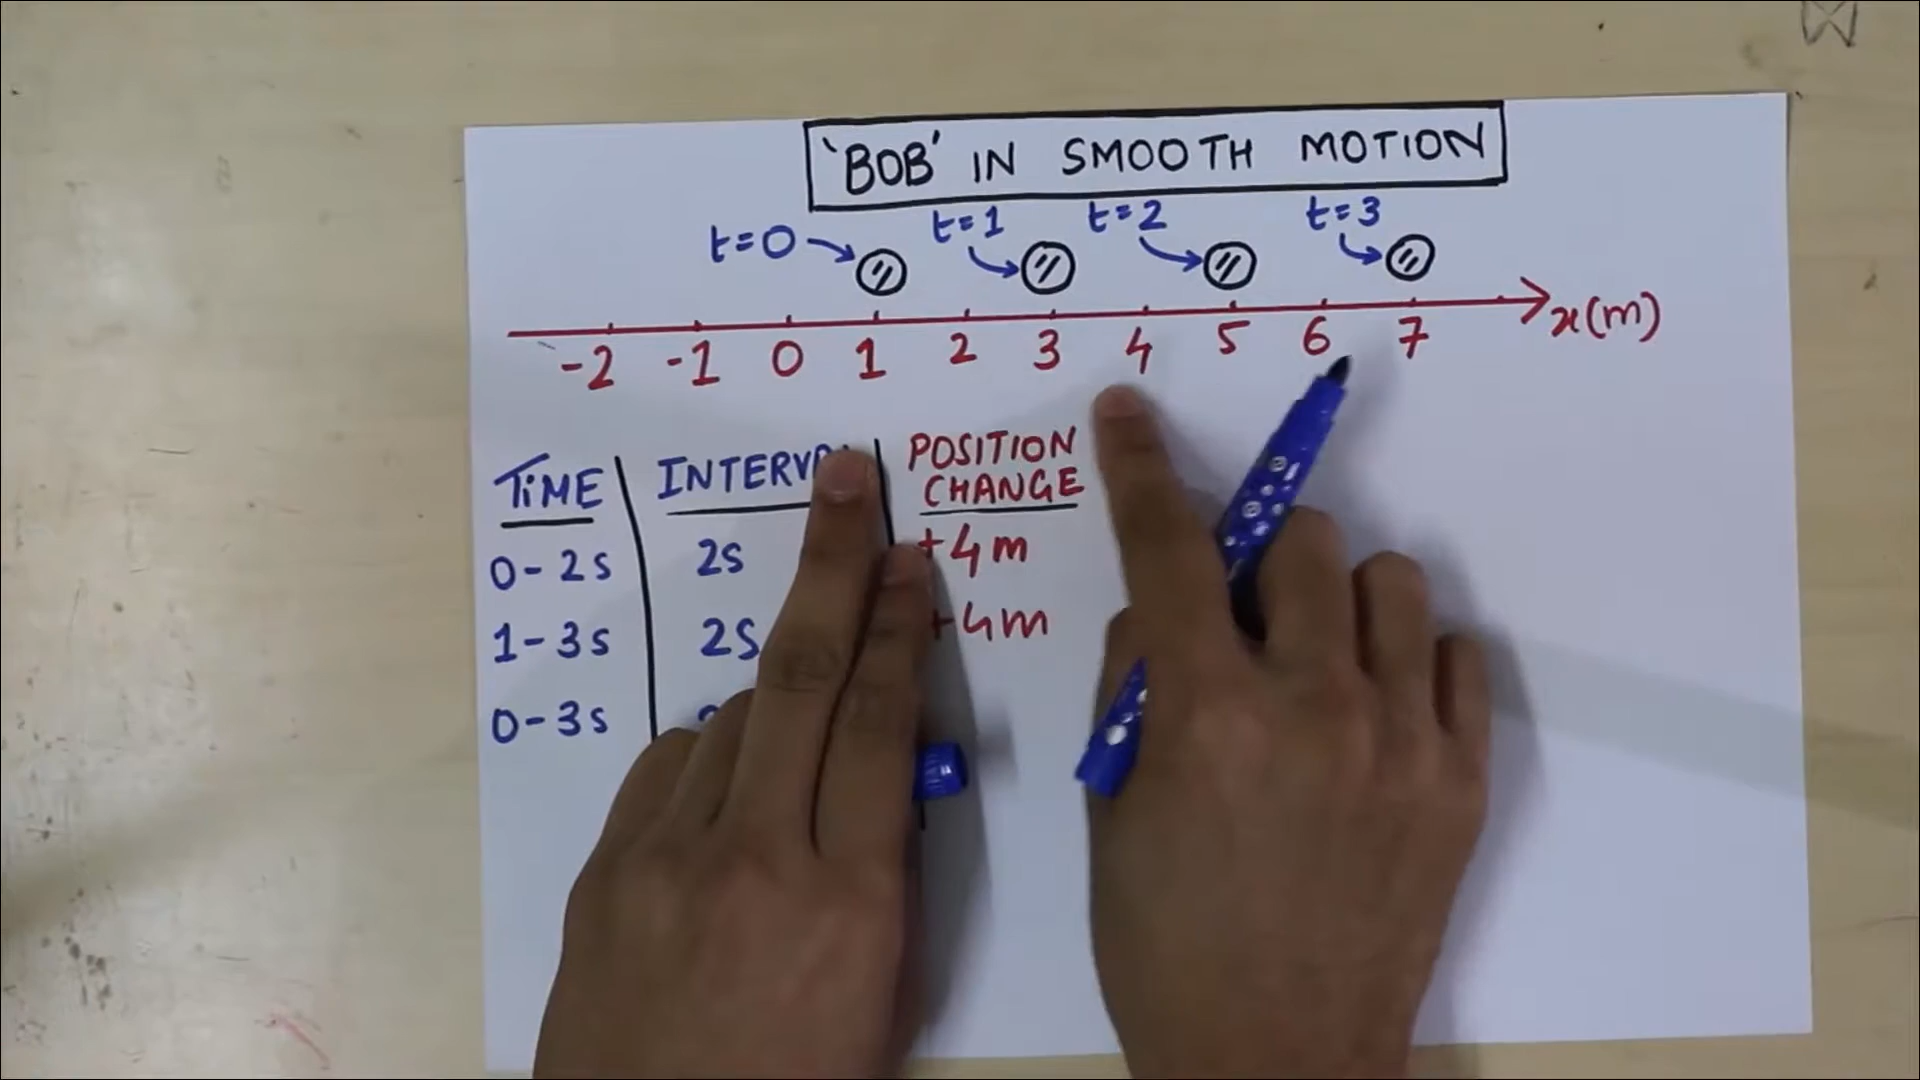 'BOB' IN SMOOTH MOTION
t=0 t=1 t=2 t=3
-2 -1 0 1 2 3 4 5 6 7 x(m)
TiME POSITION CHANGE
0-2s 2s +4m
1-3s 2s +4m
0-3s